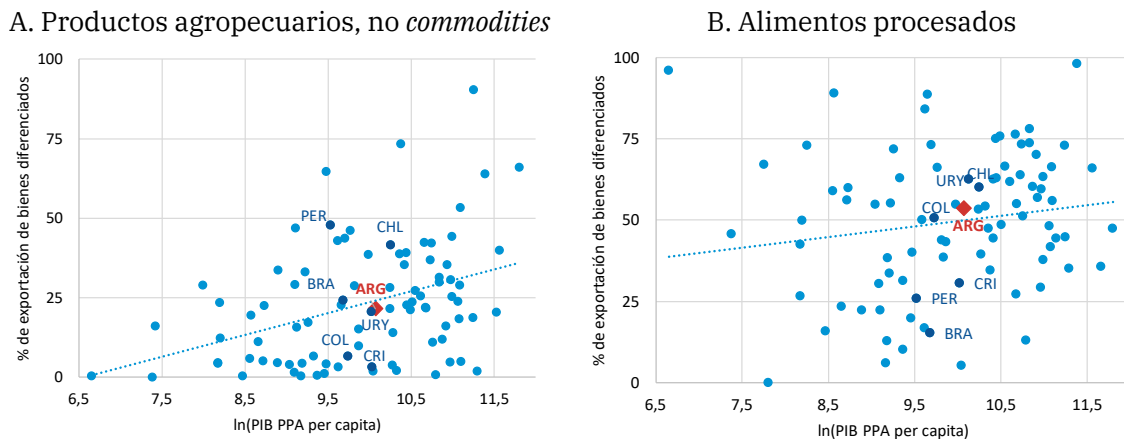 A. Productos agropecuarios, no commodities
% de exportación de bienes diferenciados
100
75
50
25
0
PER
CHL
BRA
ARG
URY
COL
CRI
6,5
7,5
8,5
9,5
10,5
11,5
ln(PIB PPA per capita)
B. Alimentos procesados
% de exportación de bienes diferenciados
100
75
50
25
0
CHL
URY
COL
ARG
CRI
PER
BRA
6,5
7,5
8,5
9,5
10,5
11,5
ln(PIB PPA per capita)